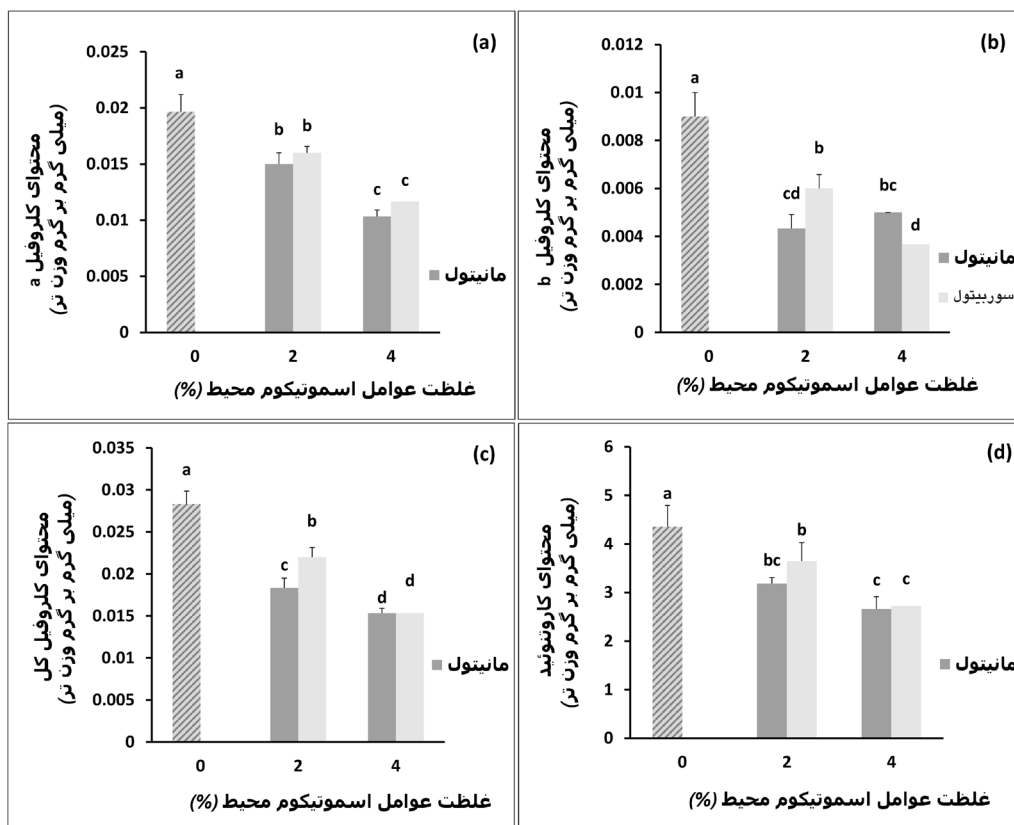 (a)
0.025
0.02
0.015
0.01
0.005
0
a
b b
c c
0 2 4
محتوای کلروفیل a
(میلی گرم بر گرم وزن تر)
غلظت عوامل اسموتیکوم محیط (%)
مانیتول
(b)
0.012
0.01
0.008
0.006
0.004
0.002
0
a
cd b
bc d
0 2 4
محتوای کلروفیل b
(میلی گرم بر گرم وزن تر)
غلظت عوامل اسموتیکوم محیط (%)
مانیتول
سوربیتول
(c)
0.035
0.03
0.025
0.02
0.015
0.01
0.005
0
a
c b
d d
0 2 4
محتوای کلروفیل کل
(میلی گرم بر گرم وزن تر)
غلظت عوامل اسموتیکوم محیط (%)
مانیتول
(d)
6
5
4
3
2
1
0
a
bc b
c c
0 2 4
محتوای کاروتنوئید
(میلی گرم بر گرم وزن تر)
غلظت عوامل اسموتیکوم محیط (%)
مانیتول